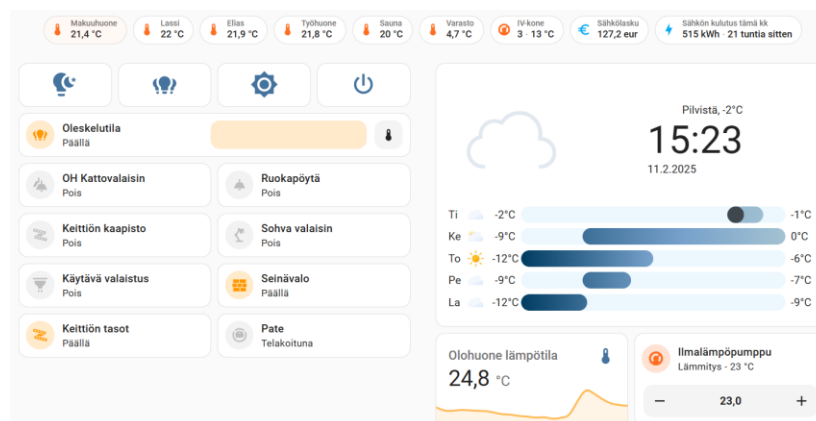 Makuuhuone
21,4 °C
Lassi
22 °C
Elias
21,9 °C
Työhuone
21,8 °C
Sauna
20 °C
Varasto
4,7 °C
IV-kone
3 · 13 °C
Sähkölasku
127,2 eur
Sähkön kulutus tämä kk
515 kWh · 21 tuntia sitten
Oleskelutila
Päällä
OH Kattovalaisin
Pois
Ruokapöytä
Pois
Keittiön kaapisto
Pois
Sohva valaisin
Pois
Käytävä valaistus
Pois
Seinävalo
Päällä
Keittiön tasot
Päällä
Pate
Telakoituna
Pilvistä, -2°C
15:23
11.2.2025
Ti -2°C -1°C
Ke -9°C 0°C
To -12°C -6°C
Pe -9°C -7°C
La -12°C -9°C
Olohuone lämpötila
24,8 °C
Ilmalämpöpumppu
Lämmitys - 23 °C
− 23,0 +